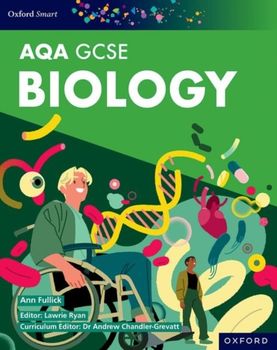 Oxford Smart
AQA GCSE
BIOLOGY
Ann Fullick
Editor: Lawrie Ryan
Curriculum Editor: Dr Andrew Chandler-Grevatt
OXFORD